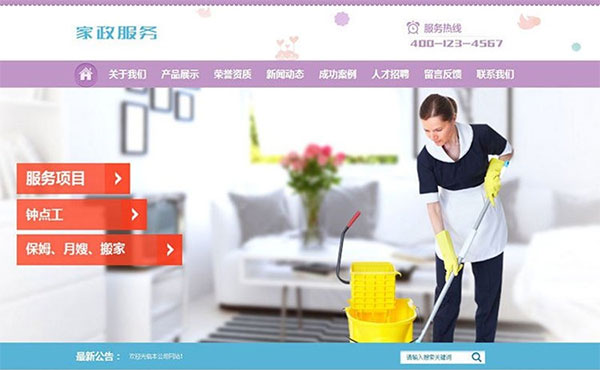 家政服务
服务热线
400-123-4567
关于我们 产品展示 荣誉资质 新闻动态 成功案例 人才招聘 留言反馈 联系我们
服务项目
钟点工
保姆、月嫂、搬家
最新公告： 欢迎光临本公司网站！ 请输入搜索关键词